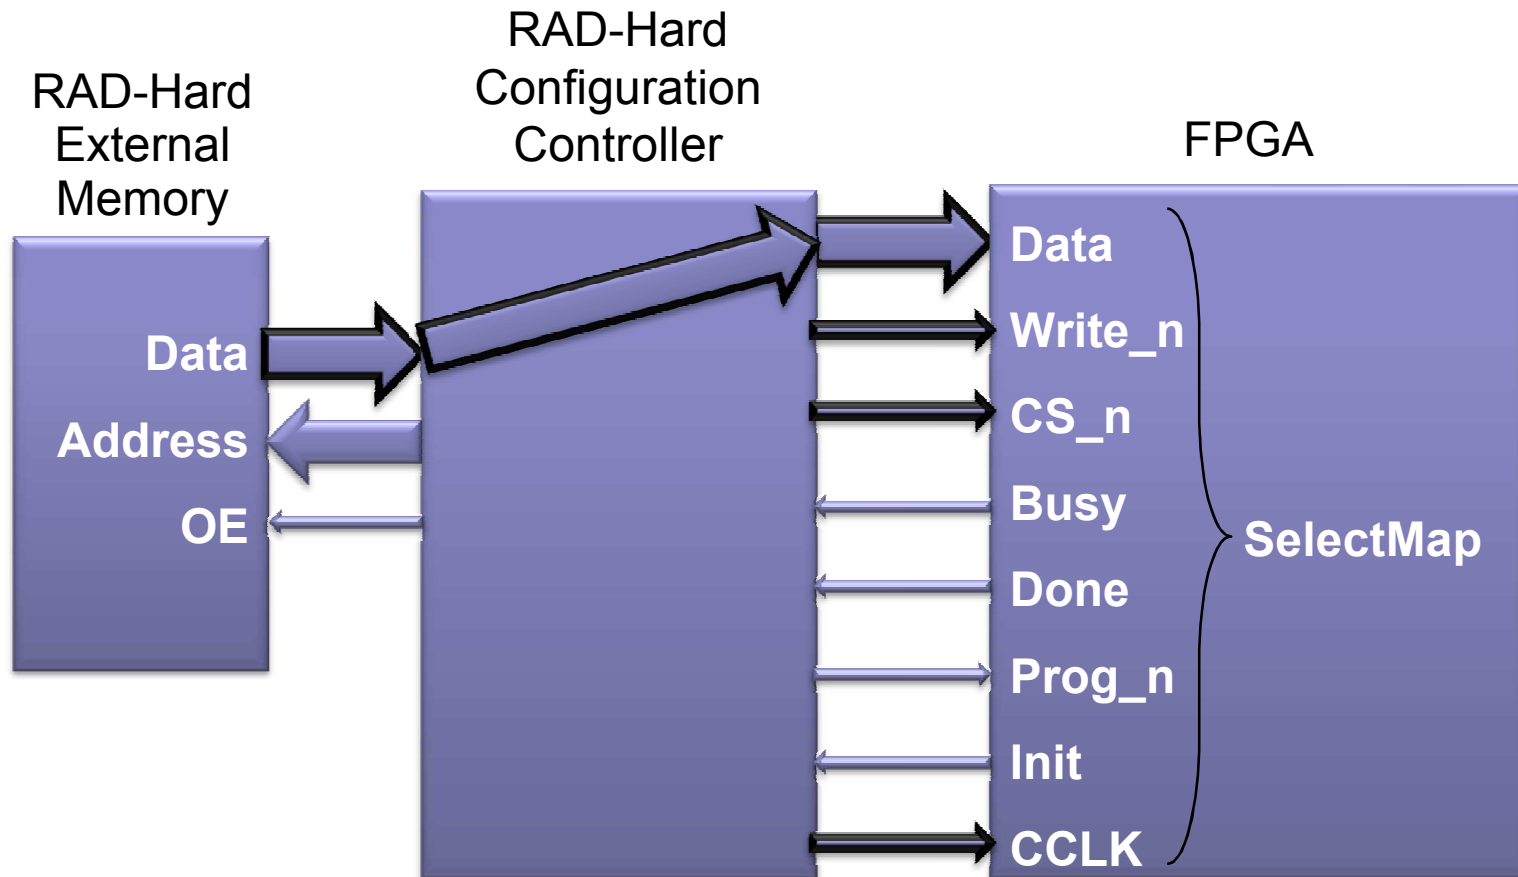 RAD-Hard
External
Memory
Data
Address
OE
RAD-Hard
Configuration
Controller
FPGA
Data
Write_n
CS_n
Busy
Done
Prog_n
Init
CCLK
SelectMap